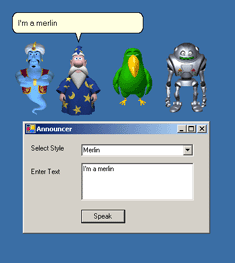 I'm a merlin
Announcer
Select Style
Merlin
Enter Text
I'm a merlin
Speak